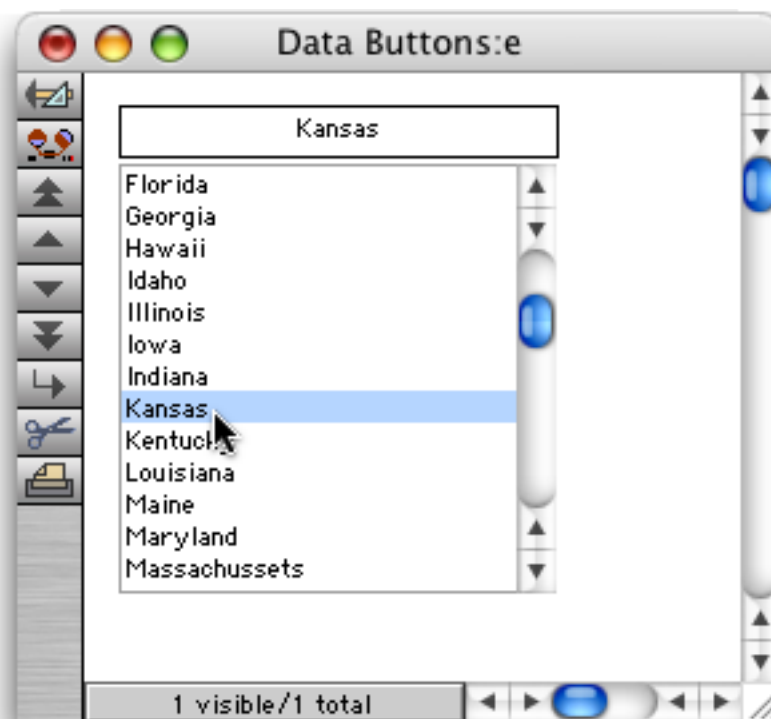 Data Buttons:e
Kansas
Florida
Georgia
Hawaii
Idaho
Illinois
Iowa
Indiana
Kansas
Kentucky
Louisiana
Maine
Maryland
Massachussets
1 visible/1 total